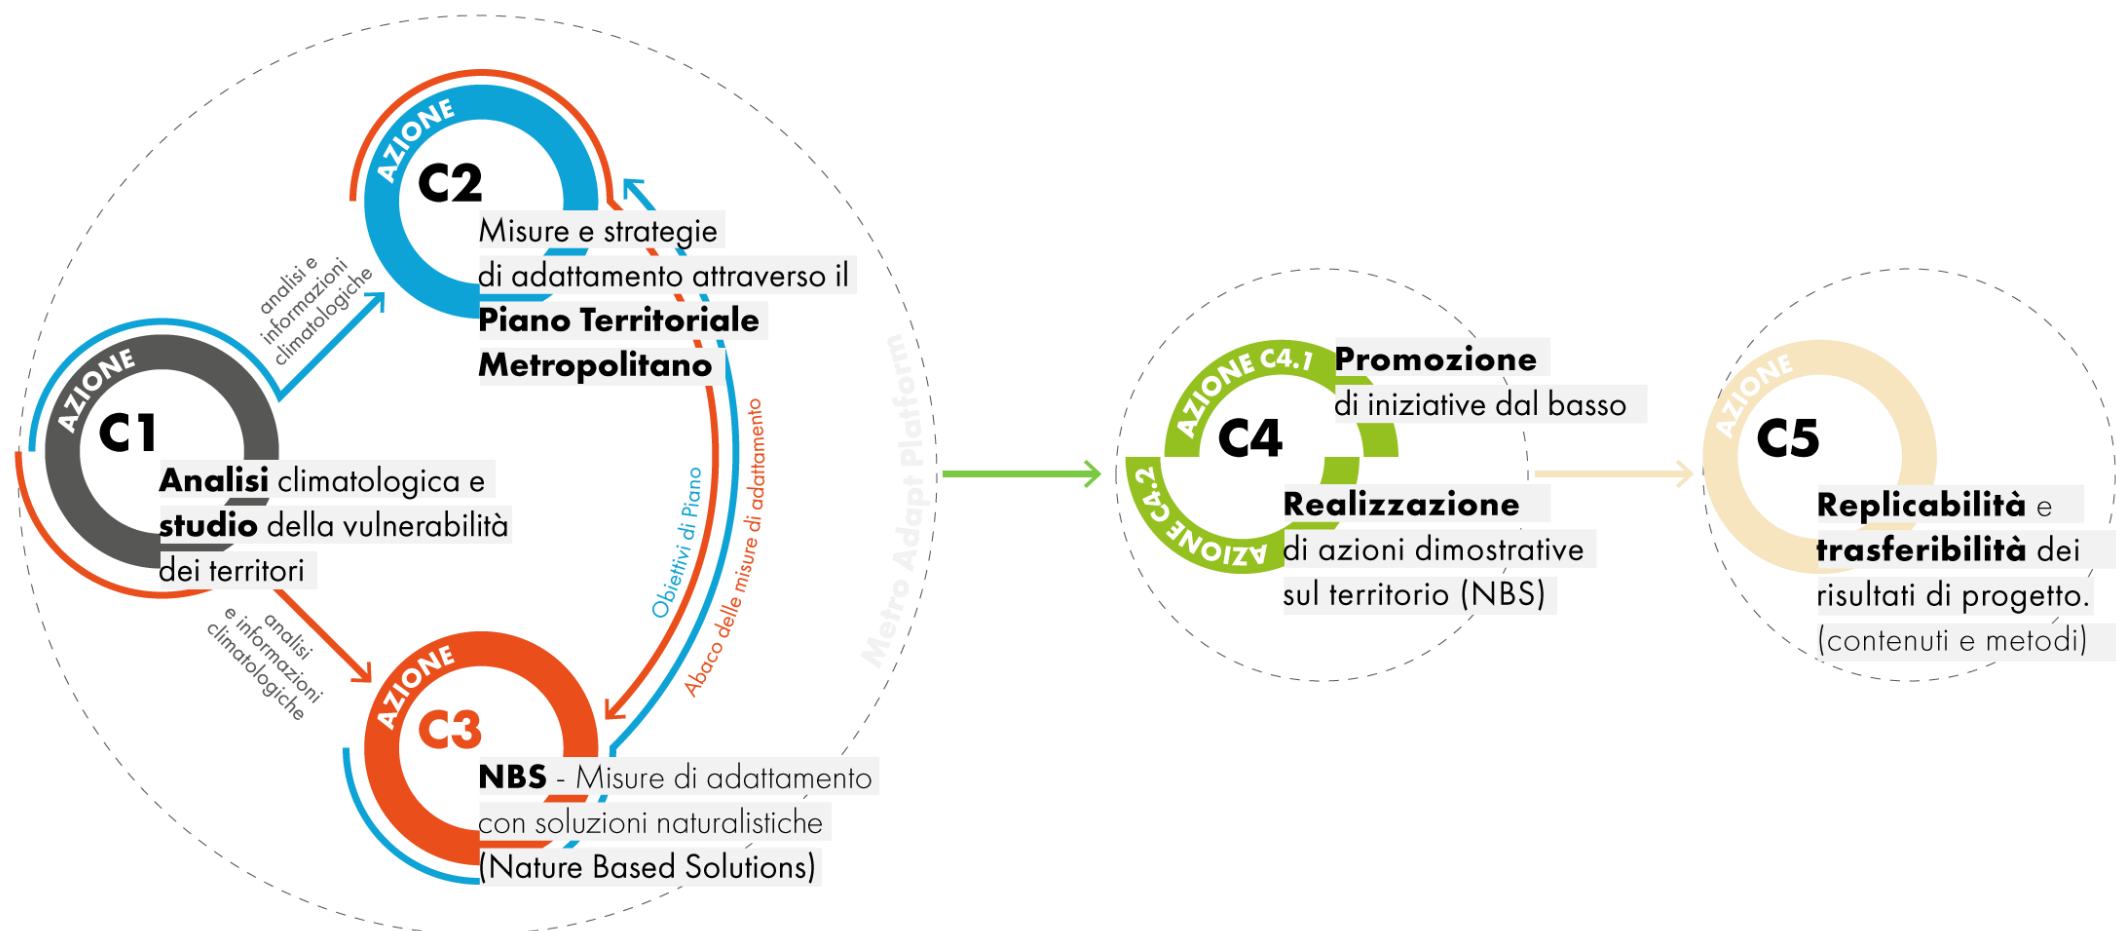 AZIONE
C2
Misure e strategie
di adattamento attraverso il
Piano Territoriale
Metropolitano
analisi e
informazioni
climatologiche
AZIONE
C1
Analisi climatologica e
studio della vulnerabilità
dei territori
analisi
e informazioni
climatologiche
AZIONE
C3
NBS - Misure di adattamento
con soluzioni naturalistiche
(Nature Based Solutions)
Obiettivi di Piano
Abaco delle misure di adattamento
Metro Adapt Platform
AZIONE C4.1
C4
AZIONE C4.2
Promozione
di iniziative dal basso
Realizzazione
di azioni dimostrative
sul territorio (NBS)
AZIONE
C5
Replicabilità e
trasferibilità dei
risultati di progetto.
(contenuti e metodi)